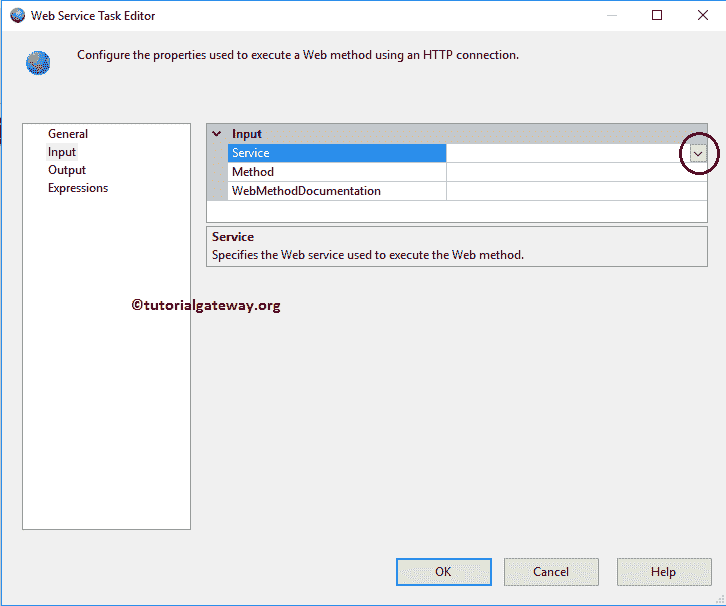 Web Service Task Editor
Configure the properties used to execute a Web method using an HTTP connection.
General
Input
Output
Expressions
Input
Service
Method
WebMethodDocumentation
Service
Specifies the Web service used to execute the Web method.
©tutorialgateway.org
OK
Cancel
Help